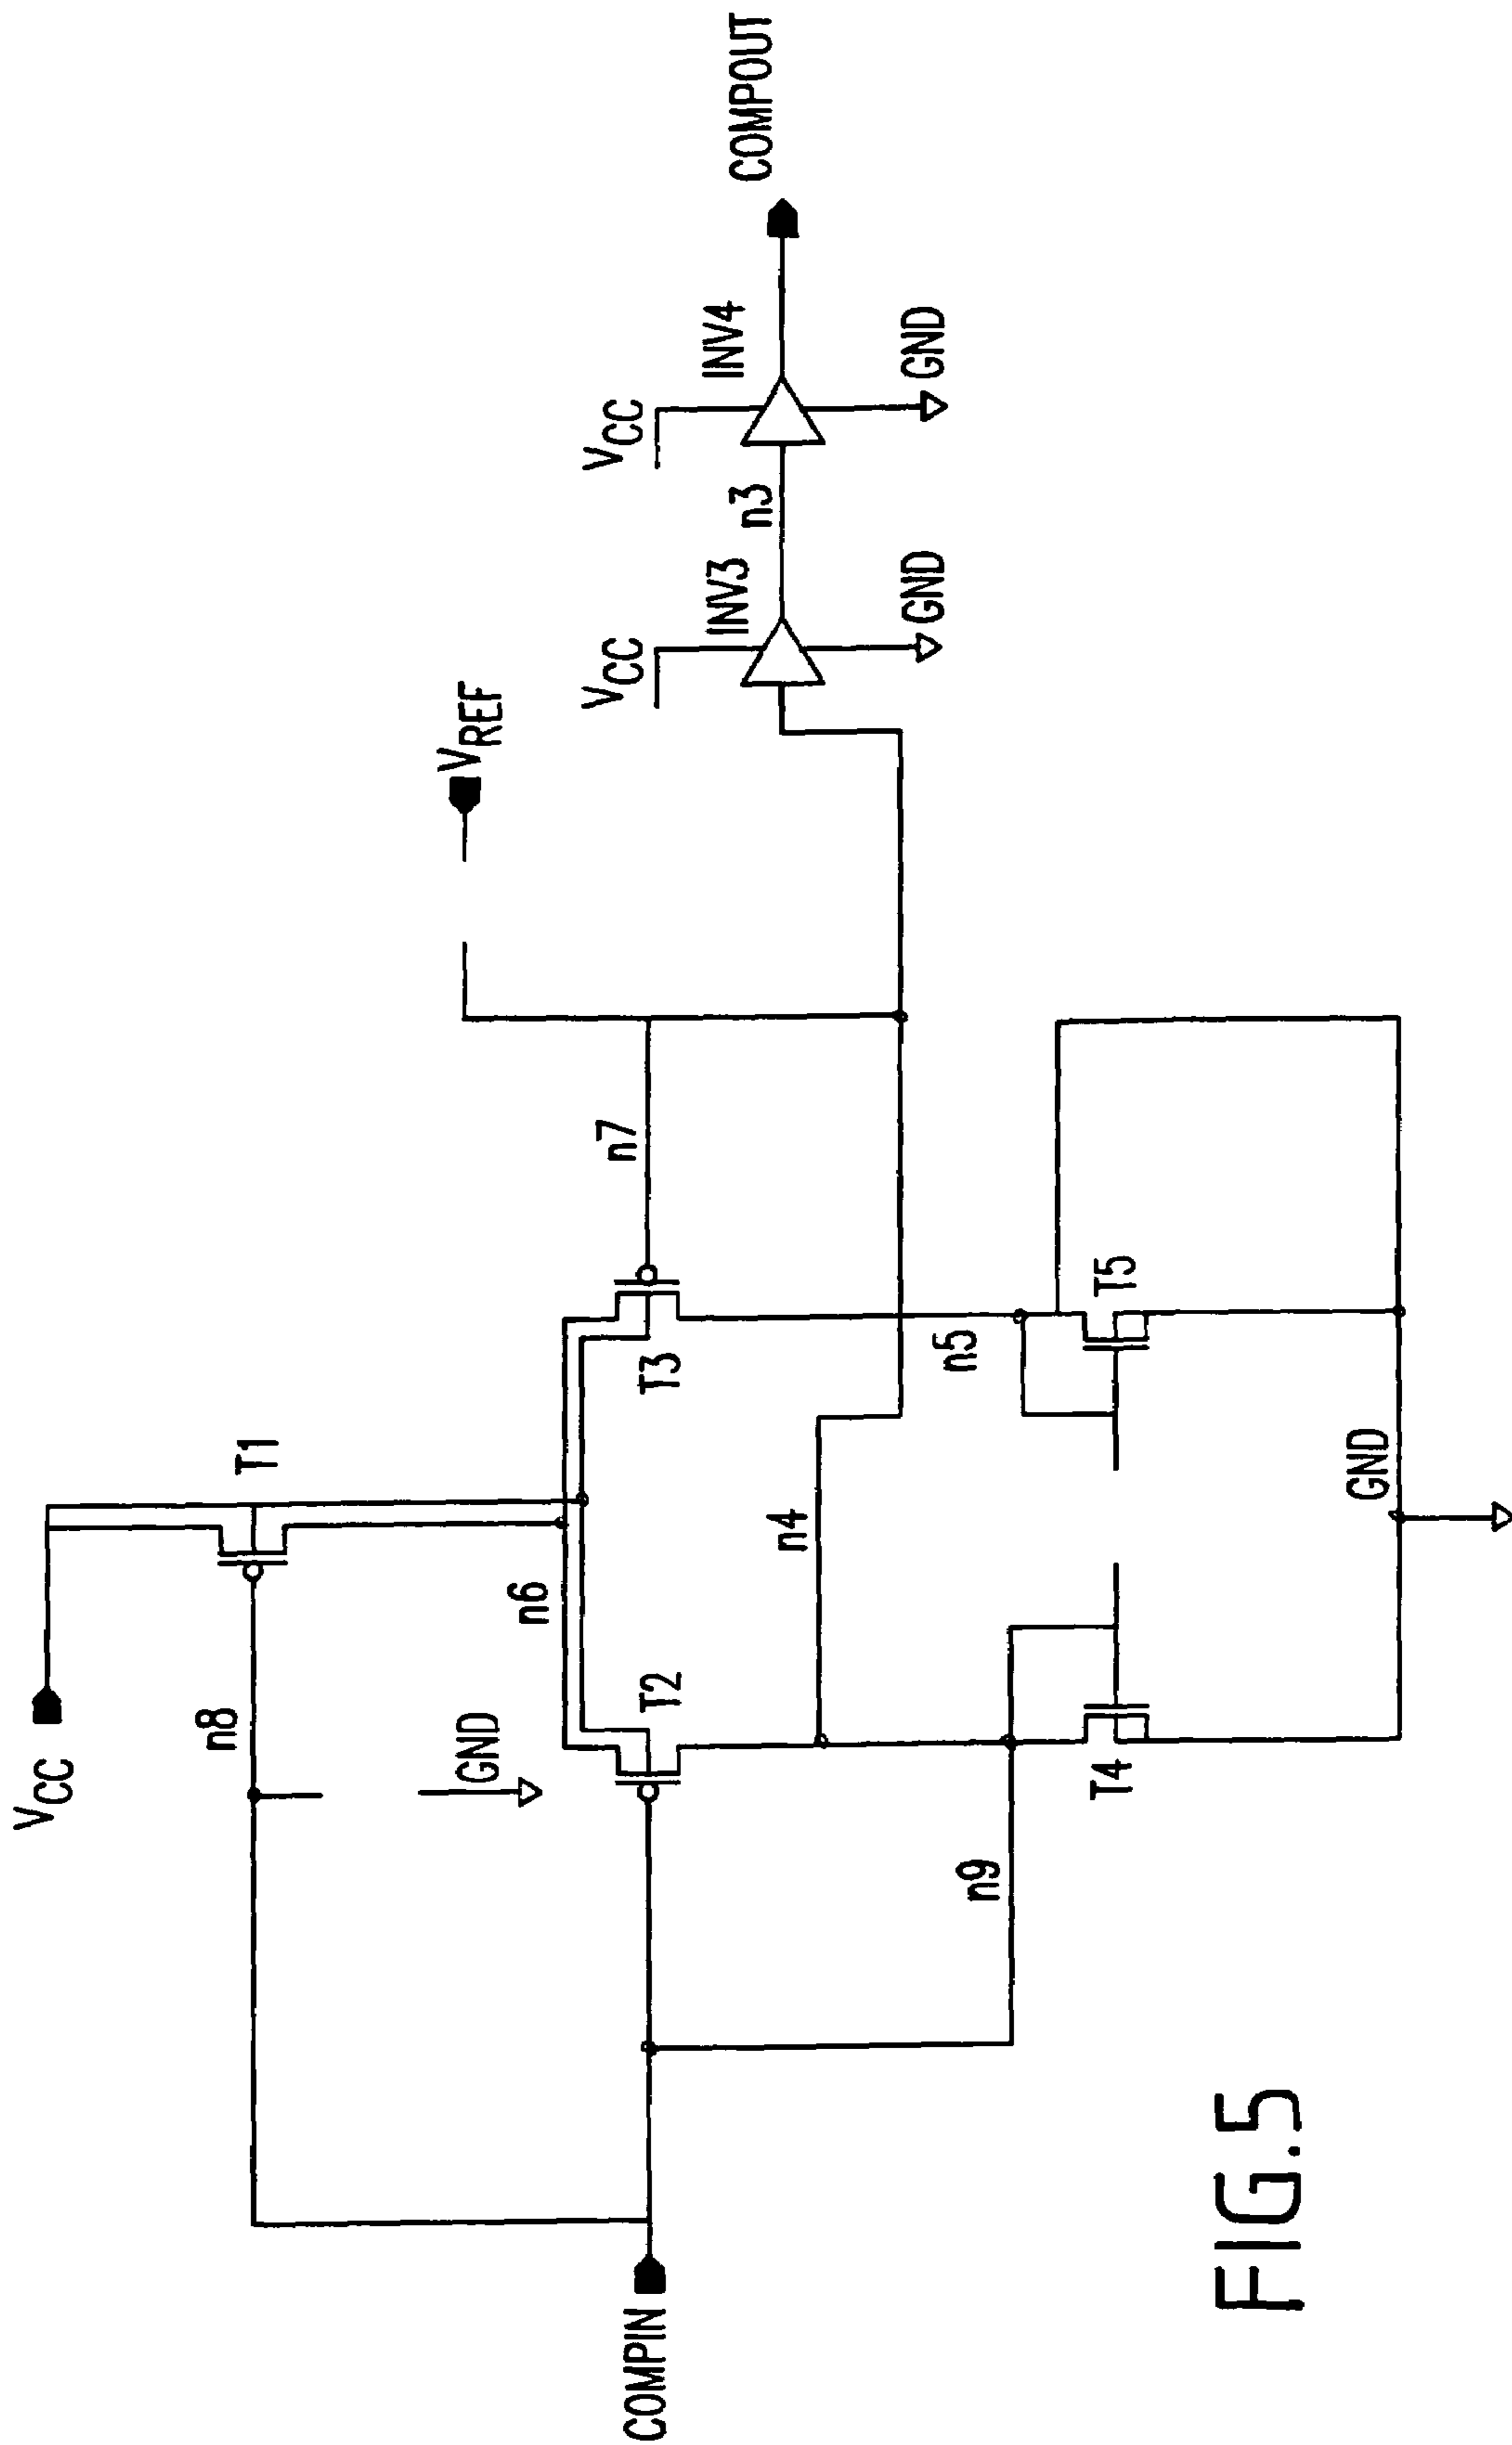 VCC
T1
n8
GND
n6
T2
T3
n7
VREF
COMPIN
n4
n9
n5
T4
T5
GND
VCC
INV3
GND
n3
VCC
INV4
GND
COMPOUT
FIG.5